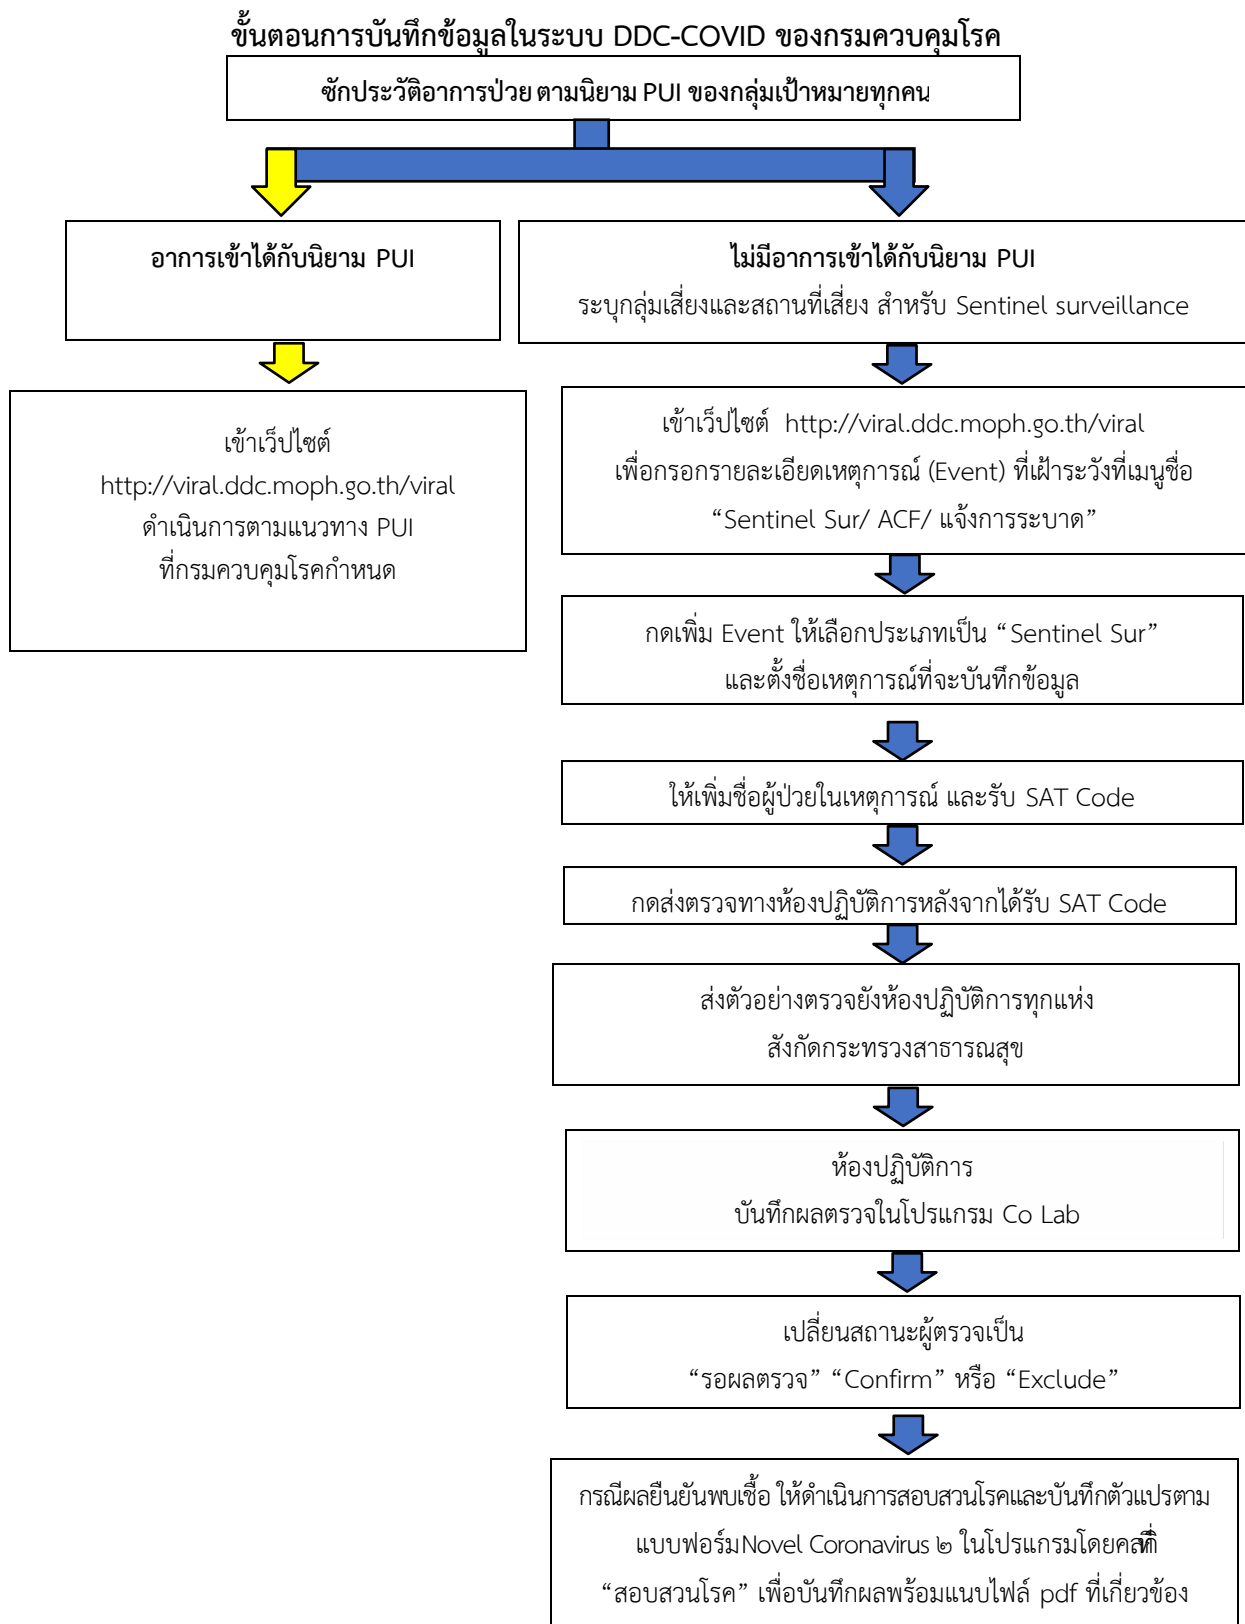 ขั้นตอนการบันทึกข้อมูลในระบบ DDC-COVID ของกรมควบคุมโรค
ซักประวัติอาการป่วย ตามนิยาม PUI ของกลุ่มเป้าหมายทุกคน
อาการเข้าได้กับนิยาม PUI
ไม่มีอาการเข้าได้กับนิยาม PUI
ระบุกลุ่มเสี่ยงและสถานที่เสี่ยง สำหรับ Sentinel surveillance
เข้าเว็ปไซต์
http://viral.ddc.moph.go.th/viral
ดำเนินการตามแนวทาง PUI
ที่กรมควบคุมโรคกำหนด
เข้าเว็ปไซต์ http://viral.ddc.moph.go.th/viral
เพื่อกรอกรายละเอียดเหตุการณ์ (Event) ที่เฝ้าระวังที่เมนูชื่อ
“Sentinel Sur/ ACF/ แจ้งการระบาด”
กดเพิ่ม Event ให้เลือกประเภทเป็น “Sentinel Sur”
และตั้งชื่อเหตุการณ์ที่จะบันทึกข้อมูล
ให้เพิ่มชื่อผู้ป่วยในเหตุการณ์ และรับ SAT Code
กดส่งตรวจทางห้องปฏิบัติการหลังจากได้รับ SAT Code
ส่งตัวอย่างตรวจยังห้องปฏิบัติการทุกแห่ง
สังกัดกระทรวงสาธารณสุข
ห้องปฏิบัติการ
บันทึกผลตรวจในโปรแกรม Co Lab
เปลี่ยนสถานะผู้ตรวจเป็น
“รอผลตรวจ” “Confirm” หรือ “Exclude”
กรณีผลยืนยันพบเชื้อ ให้ดำเนินการสอบสวนโรคและบันทึกตัวแปรตาม
แบบฟอร์มNovel Coronavirus ๒ ในโปรแกรมโดย
“สอบสวนโรค” เพื่อบันทึกผลพร้อมแนบไฟล์ pdf ที่เกี่ยวข้อง